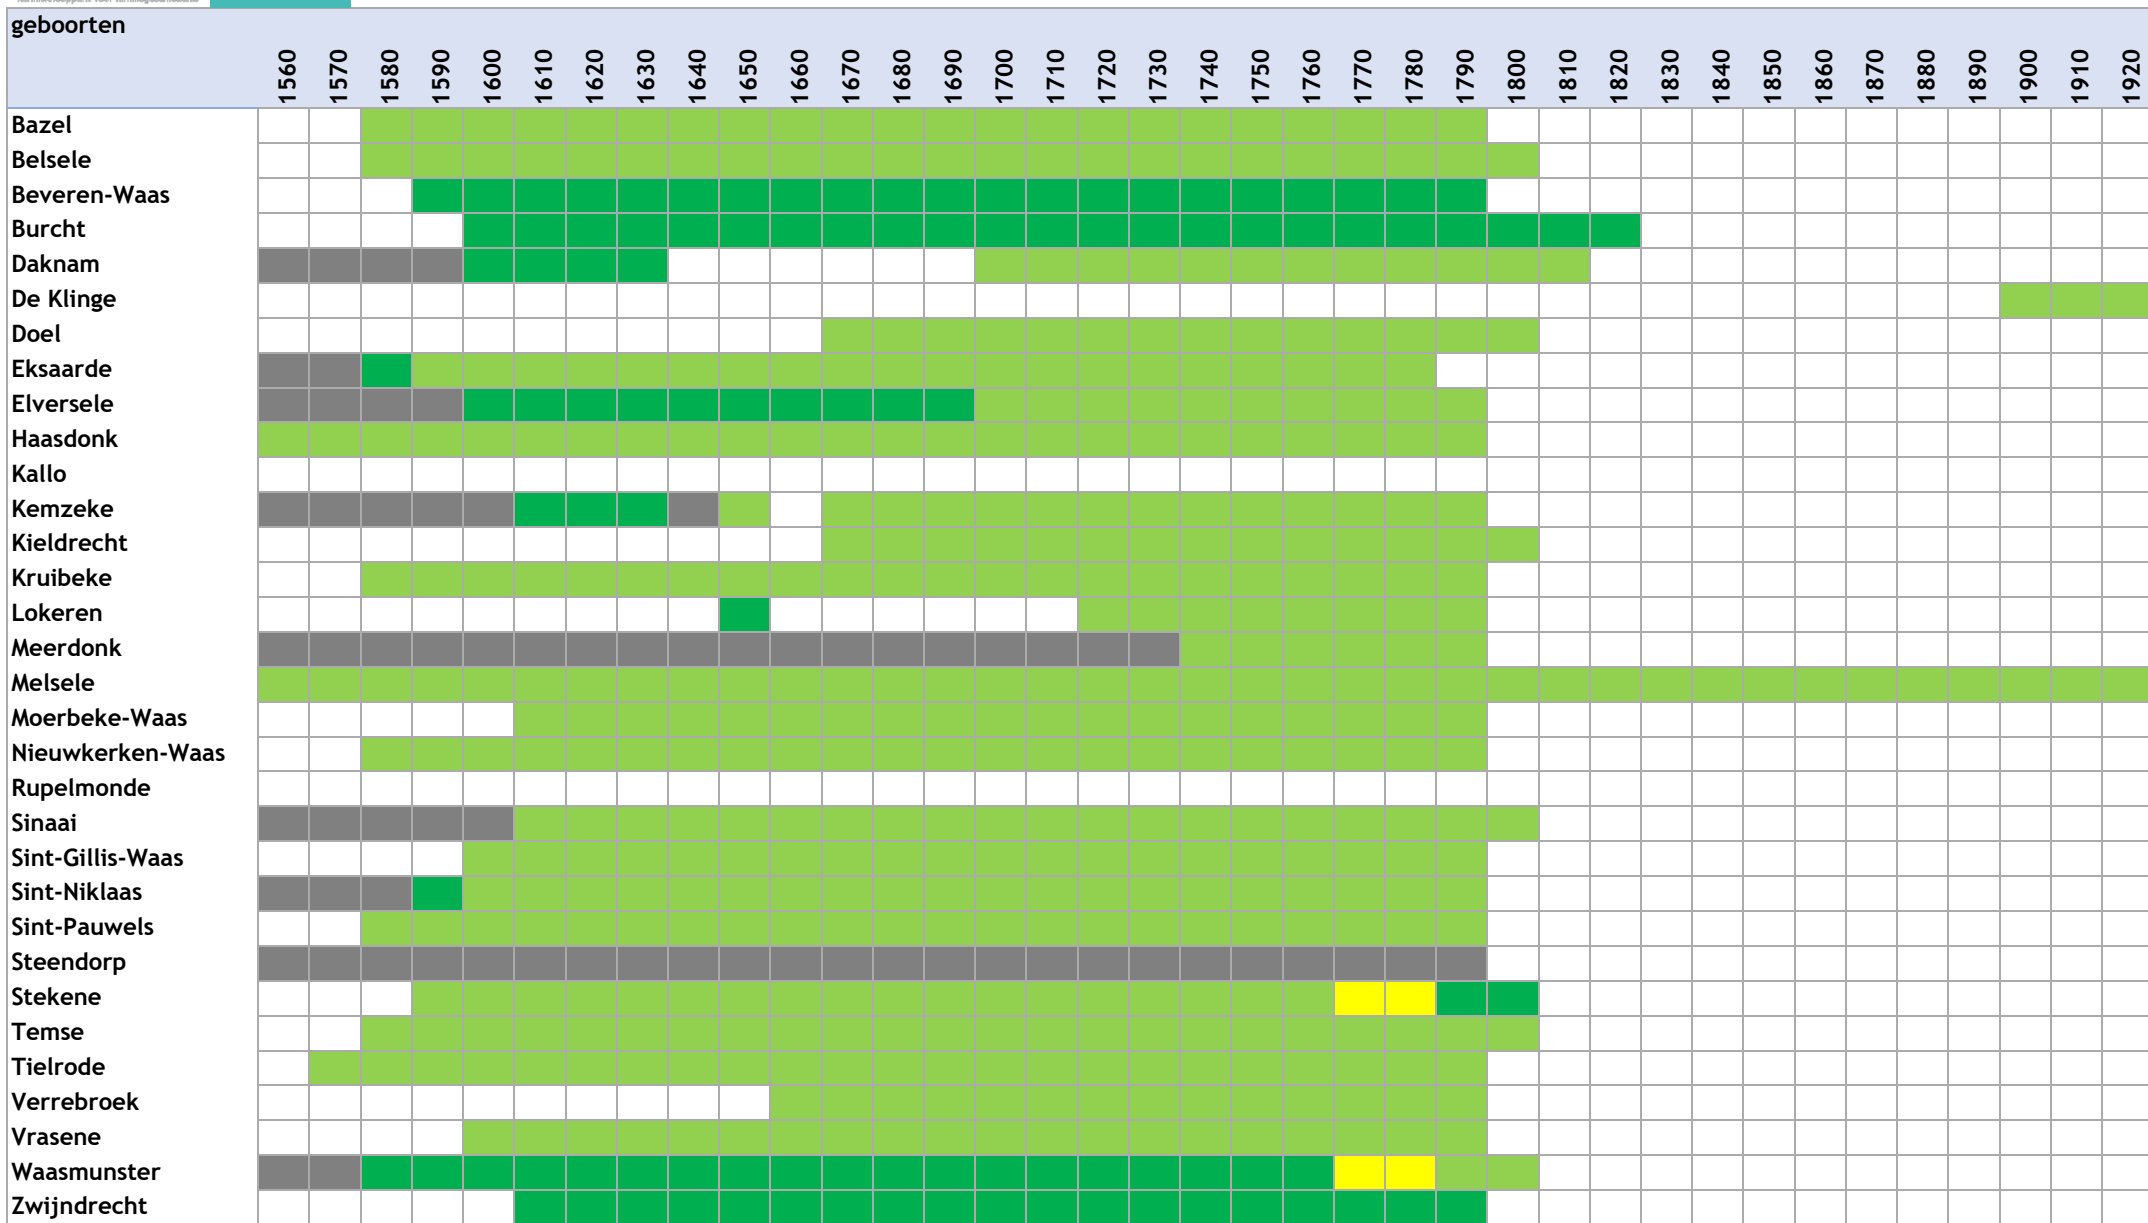 geboorten
1560 1570 1580 1590 1600 1610 1620 1630 1640 1650 1660 1670 1680 1690 1700 1710 1720 1730 1740 1750 1760 1770 1780 1790 1800 1810 1820 1830 1840 1850 1860 1870 1880 1890 1900 1910 1920
Bazel
Belsele
Beveren-Waas
Burcht
Daknam
De Klinge
Doel
Eksaarde
Elversele
Haasdonk
Kallo
Kemzeke
Kieldrecht
Kruibeke
Lokeren
Meerdonk
Melsele
Moerbeke-Waas
Nieuwkerken-Waas
Rupelmonde
Sinaai
Sint-Gillis-Waas
Sint-Niklaas
Sint-Pauwels
Steendorp
Stekene
Temse
Tielrode
Verrebroek
Vrasene
Waasmunster
Zwijndrecht